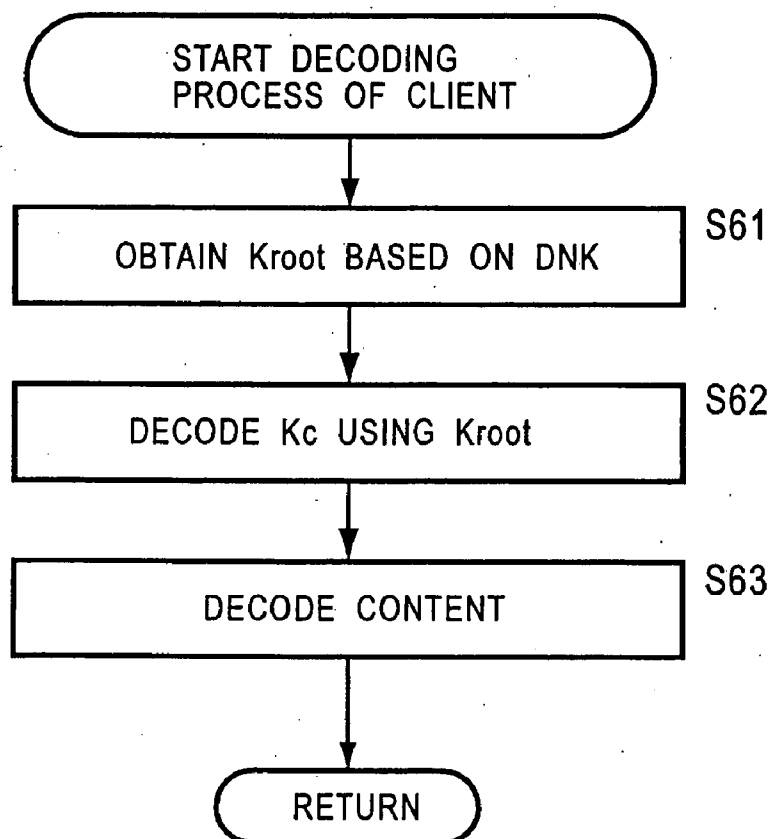 START DECODING
PROCESS OF CLIENT
S61
OBTAIN Kroot BASED ON DNK
S62
DECODE Kc USING Kroot
S63
DECODE CONTENT
RETURN